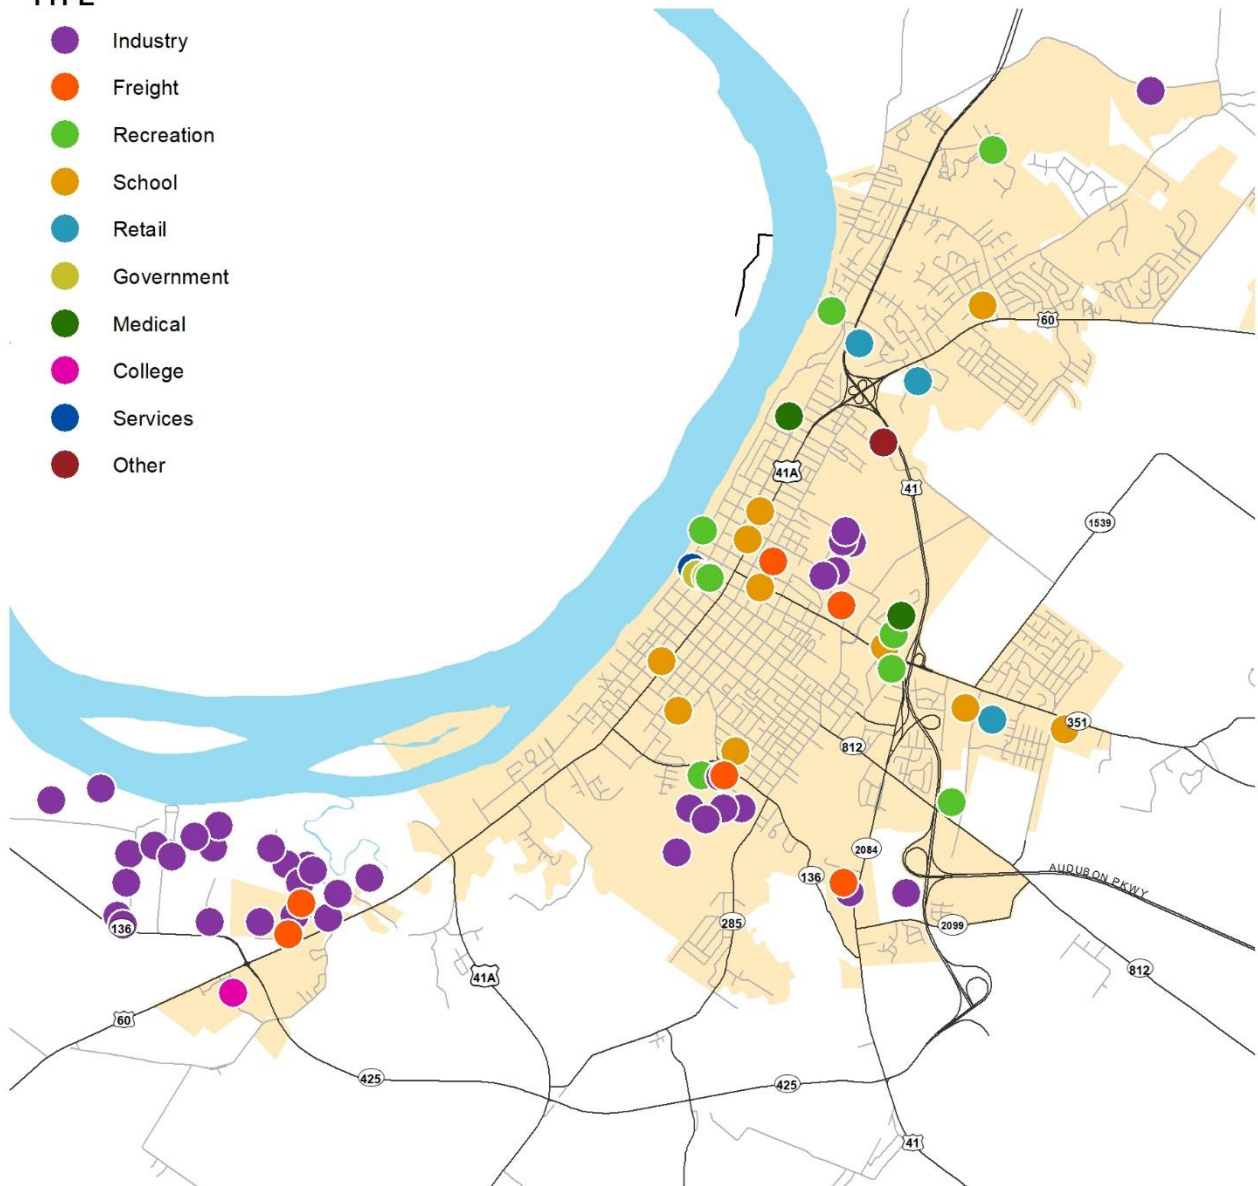 TYPE
Industry
Freight
Recreation
School
Retail
Government
Medical
College
Services
Other
60
41A
41
1539
351
812
2084
136
AUDUBON PKWY
285
2099
136
41A
812
60
425
425
41